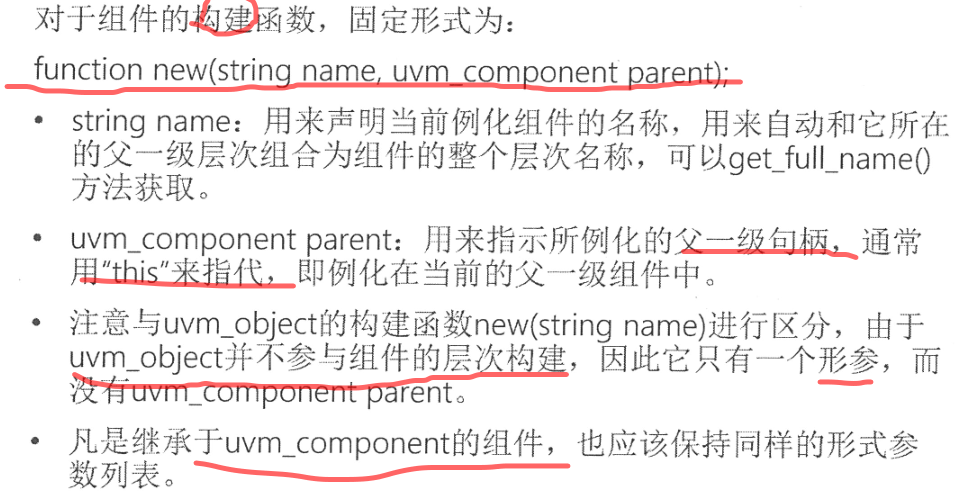 对于组件的构建函数，固定形式为：
function new(string name, uvm_component parent);
• string name：用来声明当前例化组件的名称，用来自动和它所在
的父一级层次组合为组件的整个层次名称，可以get_full_name()
方法获取。
• uvm_component parent：用来指示所例化的父一级句柄，通常
用“this”来指代，即例化在当前的父一级组件中。
• 注意与uvm_object的构建函数new(string name)进行区分，由于
uvm_object并不参与组件的层次构建，因此它只有一个形参，而
没有uvm_component parent。
• 凡是继承于uvm_component的组件，也应该保持同样的形式参
数列表。